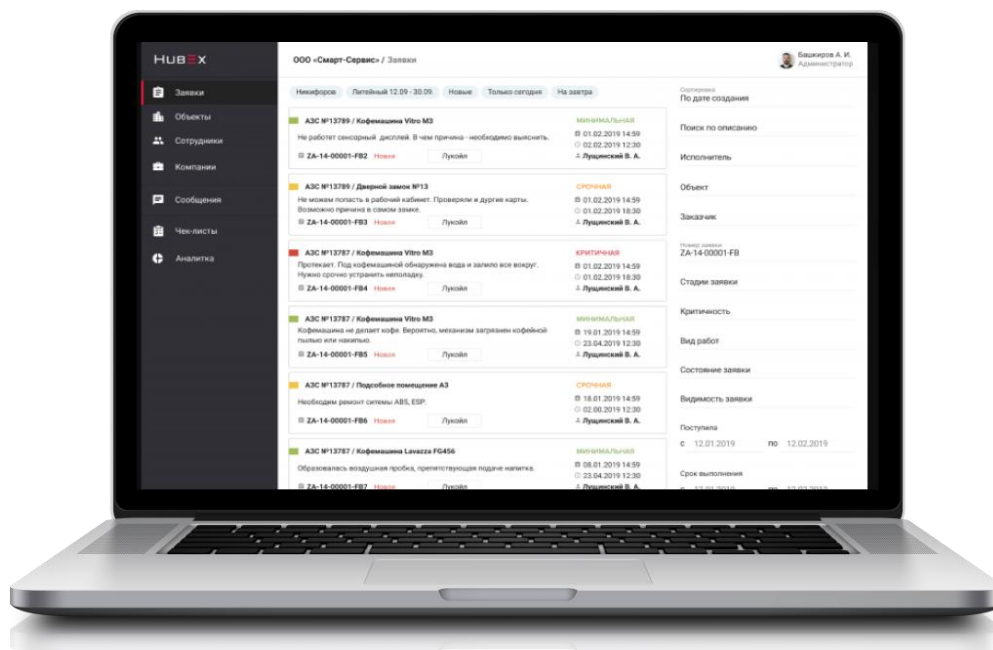 HUBEX
ООО «Смарт-Сервис» / Заявки
Башкиров А. И.
Администратор
Заявки
Объекты
Сотрудники
Компании
Сообщения
Чек-листы
Аналитка
Никифоров
Литейный 12.09 - 30.09.
Новые
Только сегодня
На завтра
АЗС №13789 / Кофемашина Vitro M3
МИНИМАЛЬНАЯ
Не работет сенсорный дисплей. В чем причина - необходимо выяснить.
01.02.2019 14:59
02.02.2019 12:30
ZA-14-00001-FB2 Новая Лукойл
Лущинский В. А.
АЗС №13789 / Дверной замок №13
СРОЧНАЯ
Не можем попасть в рабочий кабинет. Проверяли и дургие карты.
Возможно причина в самом замке.
01.02.2019 14:59
01.02.2019 18:30
ZA-14-00001-FB3 Новая Лукойл
Лущинский В. А.
АЗС №13787 / Кофемашина Vitro M3
КРИТИЧНАЯ
Протекает. Под кофемашиной обнаружена вода и залило все вокруг.
Нужно срочно устранить неполадку.
01.02.2019 14:59
01.02.2019 18:30
ZA-14-00001-FB4 Новая Лукойл
Лущинский В. А.
АЗС №13787 / Кофемашина Vitro M3
МИНИМАЛЬНАЯ
Кофемашина не делает кофе. Вероятно, механизм загрязнен кофейной
пылью или накипью.
19.01.2019 14:59
23.04.2019 12:30
ZA-14-00001-FB5 Новая Лукойл
Лущинский В. А.
АЗС №13787 / Подсобное помещение А3
СРОЧНАЯ
Необходим ремонт ситемы ABS, ESP.
18.01.2019 14:59
02.00.2019 12:30
ZA-14-00001-FB6 Новая Лукойл
Лущинский В. А.
АЗС №13787 / Кофемашина Lavazza FG456
МИНИМАЛЬНАЯ
Образовалась воздушная пробка, препятствующая подаче напитка.
08.01.2019 14:59
23.04.2019 12:30
ZA-14-00001-FB7 Новая Лукойл
Лущинский В. А.
Сортировка
По дате создания
Поиск по описанию
Исполнитель
Объект
Заказчик
Номер заявки
ZA-14-00001-FB
Стадии заявки
Критичность
Вид работ
Состояние заявки
Видимость заявки
Поступила
с 12.01.2019 по 12.02.2019
Срок выполнения